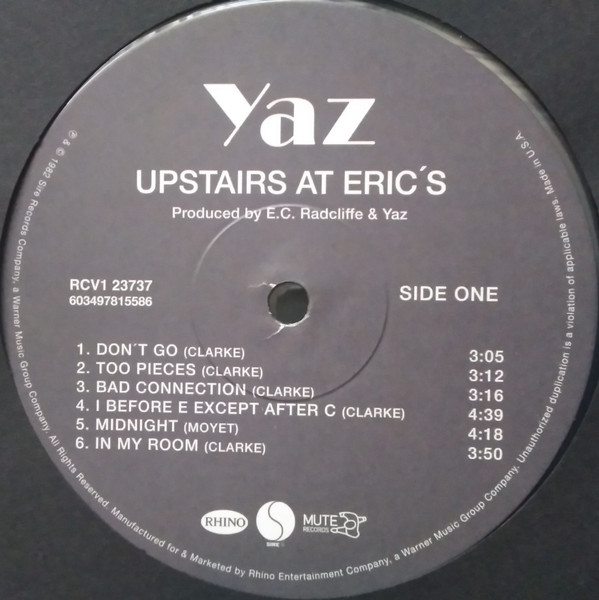 Yaz
UPSTAIRS AT ERIC´S
Produced by E.C. Radcliffe & Yaz
RCV1 23737
603497815586
SIDE ONE
1. DON´T GO (CLARKE) 3:05
2. TOO PIECES (CLARKE) 3:12
3. BAD CONNECTION (CLARKE) 3:16
4. I BEFORE E EXCEPT AFTER C (CLARKE) 4:39
5. MIDNIGHT (MOYET) 4:18
6. IN MY ROOM (CLARKE) 3:50
RHINO
SIRE
MUTE
RECORDS
℗ & © 1982 Sire Records Company, a Warner Music Group Company. All Rights Reserved. Manufactured for & Marketed by Rhino Entertainment Company, a Warner Music Group Company. Unauthorized duplication is a violation of applicable laws. Made in U.S.A.